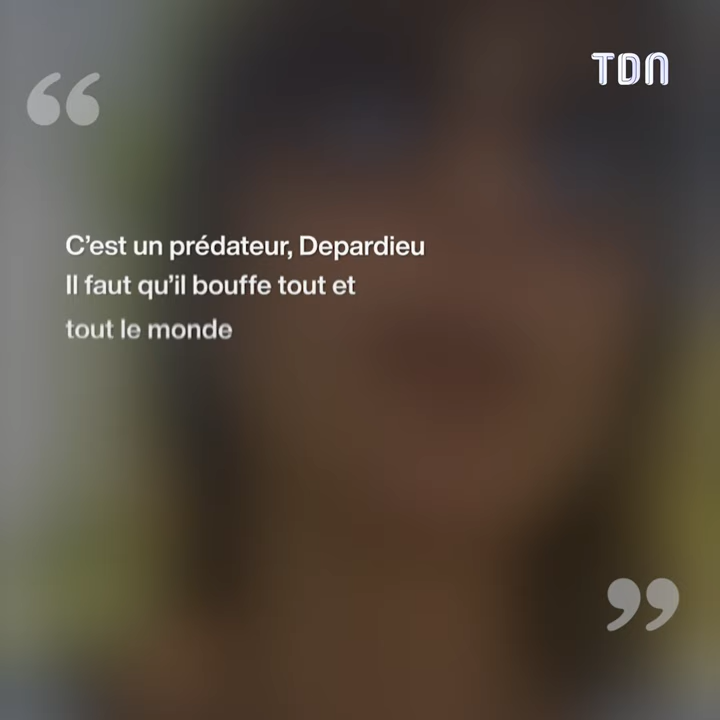 TDN
“
C’est un prédateur, Depardieu
Il faut qu’il bouffe tout et
tout le monde
”